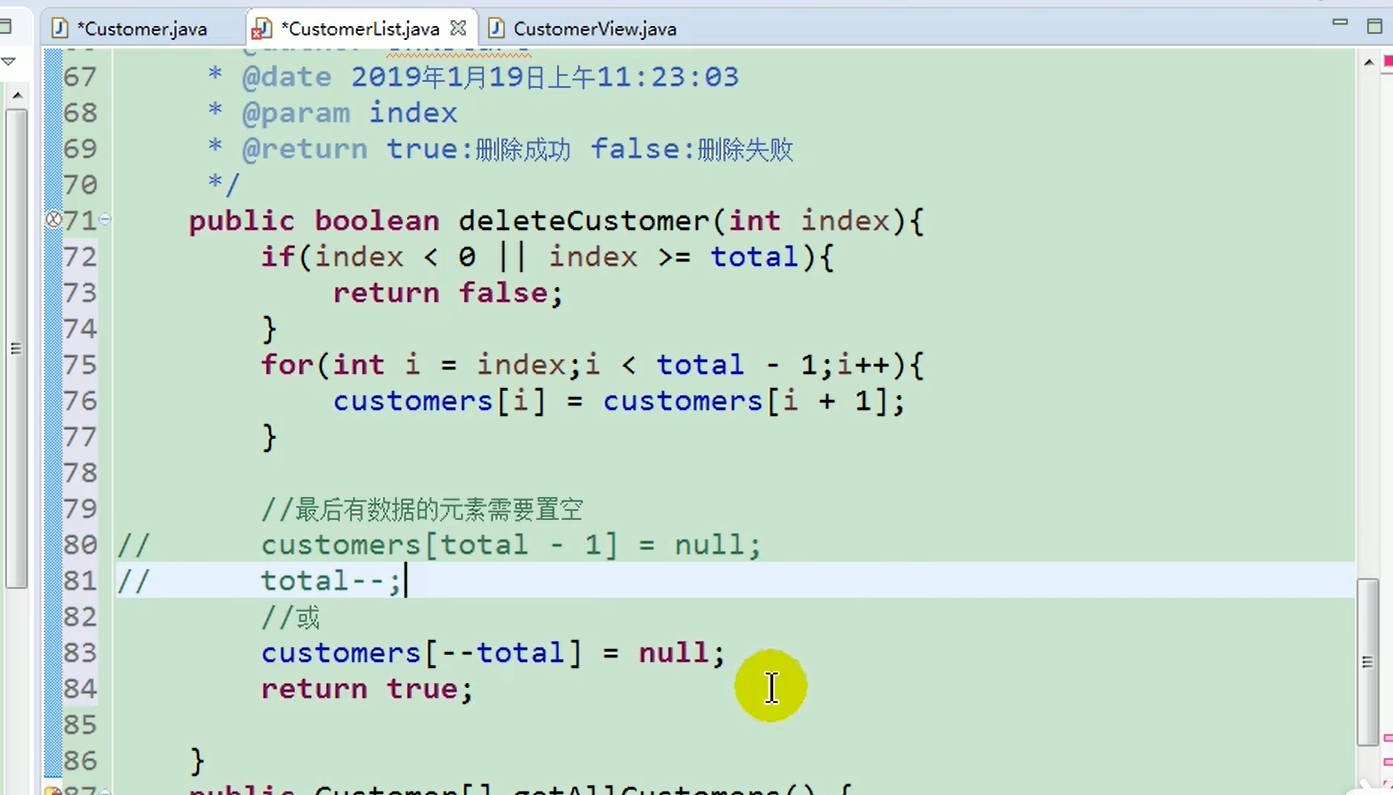 *Customer.java
*CustomerList.java
CustomerView.java
67 * @date 2019年1月19日上午11:23:03
68 * @param index
69 * @return true:删除成功 false:删除失败
70 */
71 public boolean deleteCustomer(int index){
72 if(index < 0 || index >= total){
73 return false;
74 }
75 for(int i = index;i < total - 1;i++){
76 customers[i] = customers[i + 1];
77 }
78
79 //最后有数据的元素需要置空
80 // customers[total - 1] = null;
81 // total--;
82 //或
83 customers[--total] = null;
84 return true;
85
86 }
87 public Customer[] getAllCustomers() {